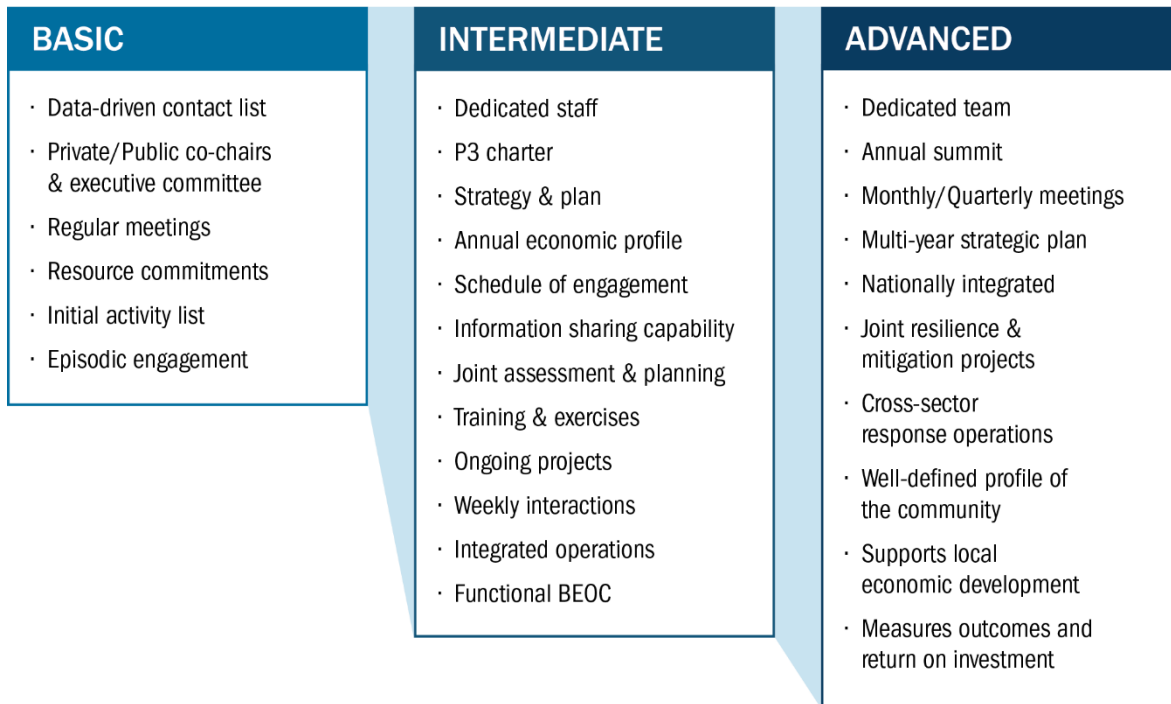 BASIC
· Data-driven contact list
· Private/Public co-chairs
& executive committee
· Regular meetings
· Resource commitments
· Initial activity list
· Episodic engagement
INTERMEDIATE
· Dedicated staff
· P3 charter
· Strategy & plan
· Annual economic profile
· Schedule of engagement
· Information sharing capability
· Joint assessment & planning
· Training & exercises
· Ongoing projects
· Weekly interactions
· Integrated operations
· Functional BEOC
ADVANCED
· Dedicated team
· Annual summit
· Monthly/Quarterly meetings
· Multi-year strategic plan
· Nationally integrated
· Joint resilience &
mitigation projects
· Cross-sector
response operations
· Well-defined profile of
the community
· Supports local
economic development
· Measures outcomes and
return on investment